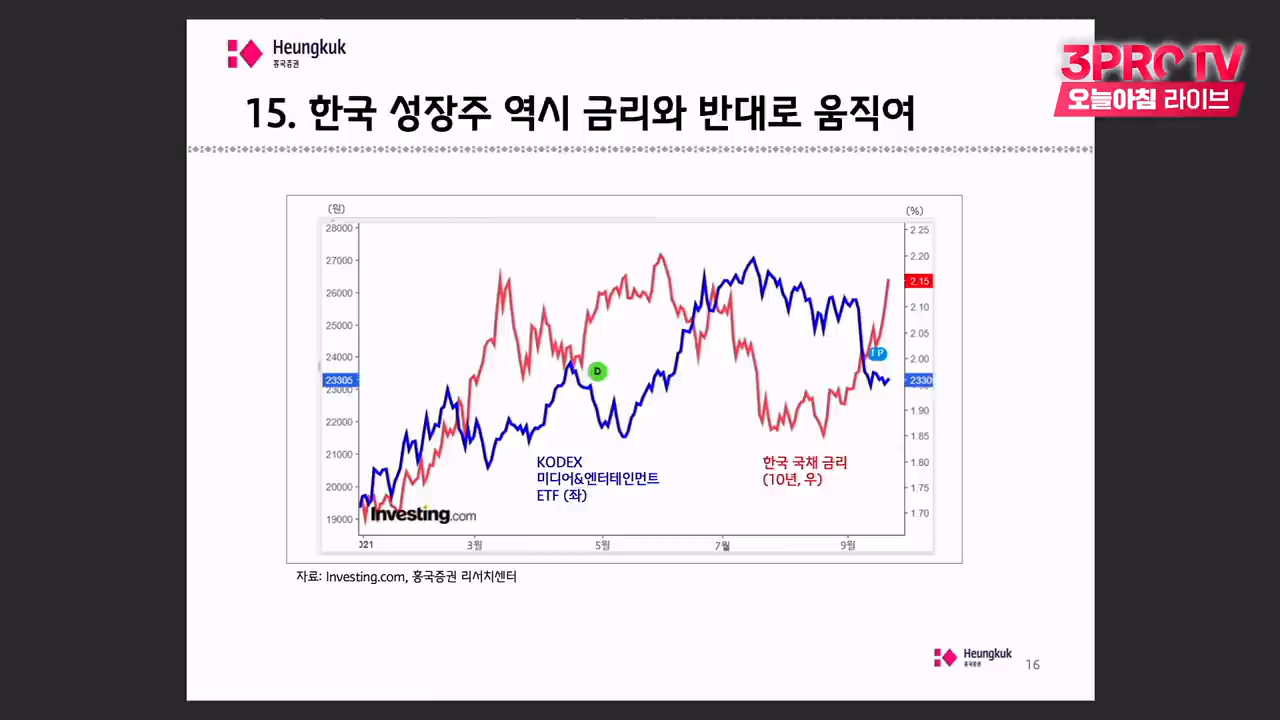 Heungkuk
흥국증권
3PRO TV
오늘아침 라이브
15. 한국 성장주 역시 금리와 반대로 움직여
(원)
(%)
28000
27000
26000
25000
24000
23305
23000
22000
21000
20000
19000
2.25
2.20
2.15
2.10
2.05
2.00
2330
1.90
1.85
1.80
1.75
1.70
D
P
KODEX
미디어&엔터테인먼트
ETF (좌)
한국 국채 금리
(10년, 우)
Investing.com
021
3월
5월
7월
9월
자료: Investing.com, 흥국증권 리서치센터
Heungkuk
흥국증권
16